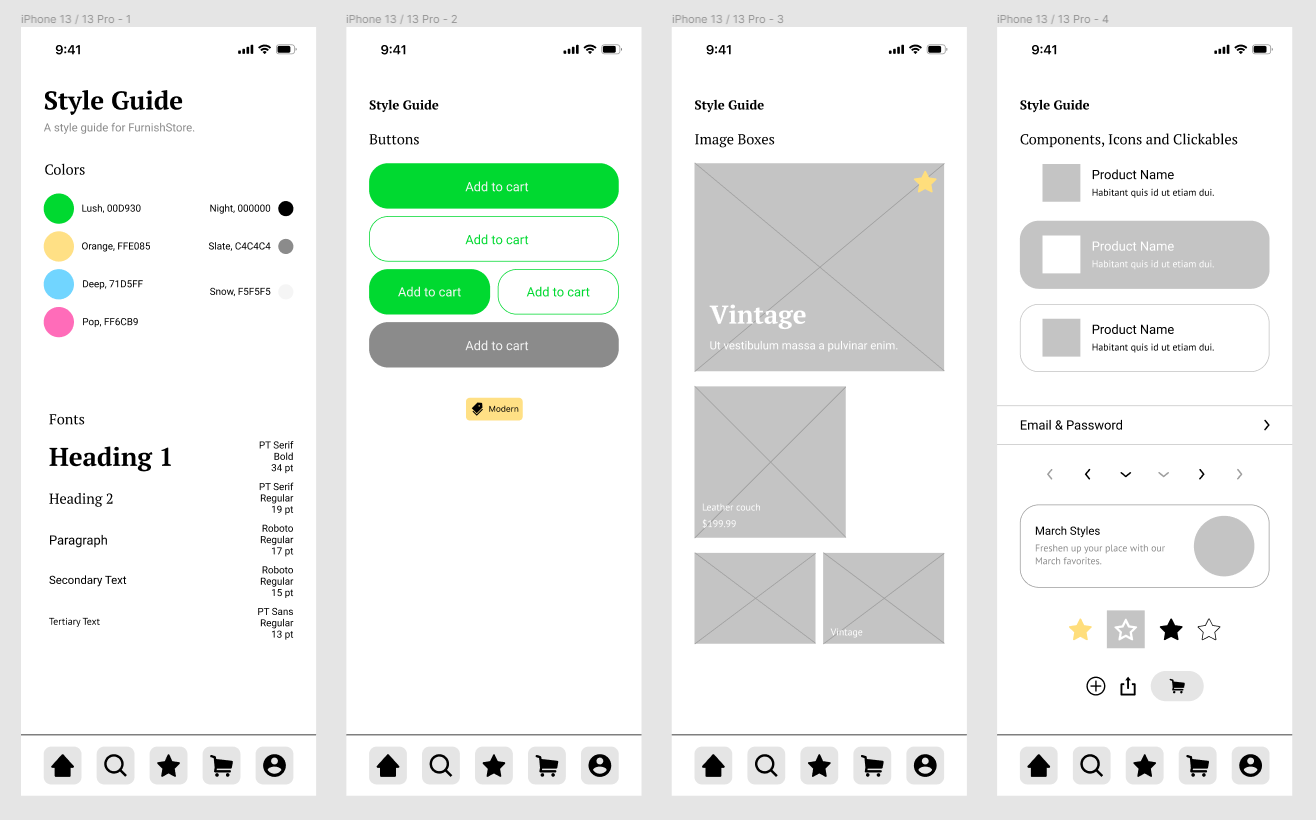 iPhone 13 / 13 Pro - 1
9:41
Style Guide
A style guide for FurnishStore.
Colors
Lush, 00D930
Night, 000000
Orange, FFE085
Slate, C4C4C4
Deep, 71D5FF
Snow, F5F5F5
Pop, FF6CB9
Fonts
Heading 1
PT Serif
Bold
34 pt
Heading 2
PT Serif
Regular
19 pt
Paragraph
Roboto
Regular
17 pt
Secondary Text
Roboto
Regular
15 pt
Tertiary Text
PT Sans
Regular
13 pt
iPhone 13 / 13 Pro - 2
9:41
Style Guide
Buttons
Add to cart
Add to cart
Add to cart
Add to cart
Add to cart
Modern
iPhone 13 / 13 Pro - 3
9:41
Style Guide
Image Boxes
Vintage
Ut vestibulum massa a pulvinar enim.
Leather couch
$199.99
Vintage
iPhone 13 / 13 Pro - 4
9:41
Style Guide
Components, Icons and Clickables
Product Name
Habitant quis id ut etiam dui.
Product Name
Habitant quis id ut etiam dui.
Product Name
Habitant quis id ut etiam dui.
Email & Password
March Styles
Freshen up your place with our
March favorites.